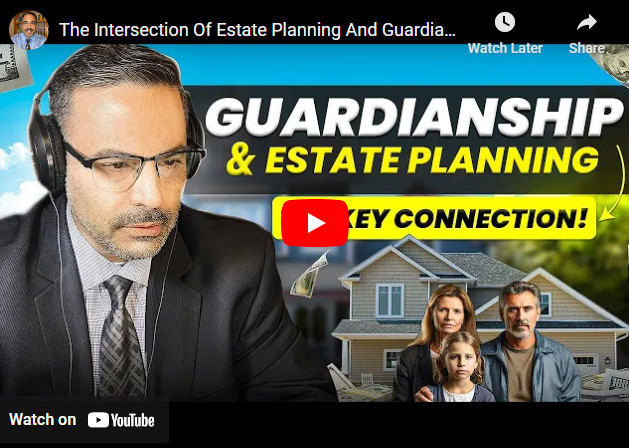 The Intersection Of Estate Planning And Guardia...
Watch Later
Share
GUARDIANSHIP
& ESTATE PLANNING
KEY CONNECTION!
Watch on YouTube